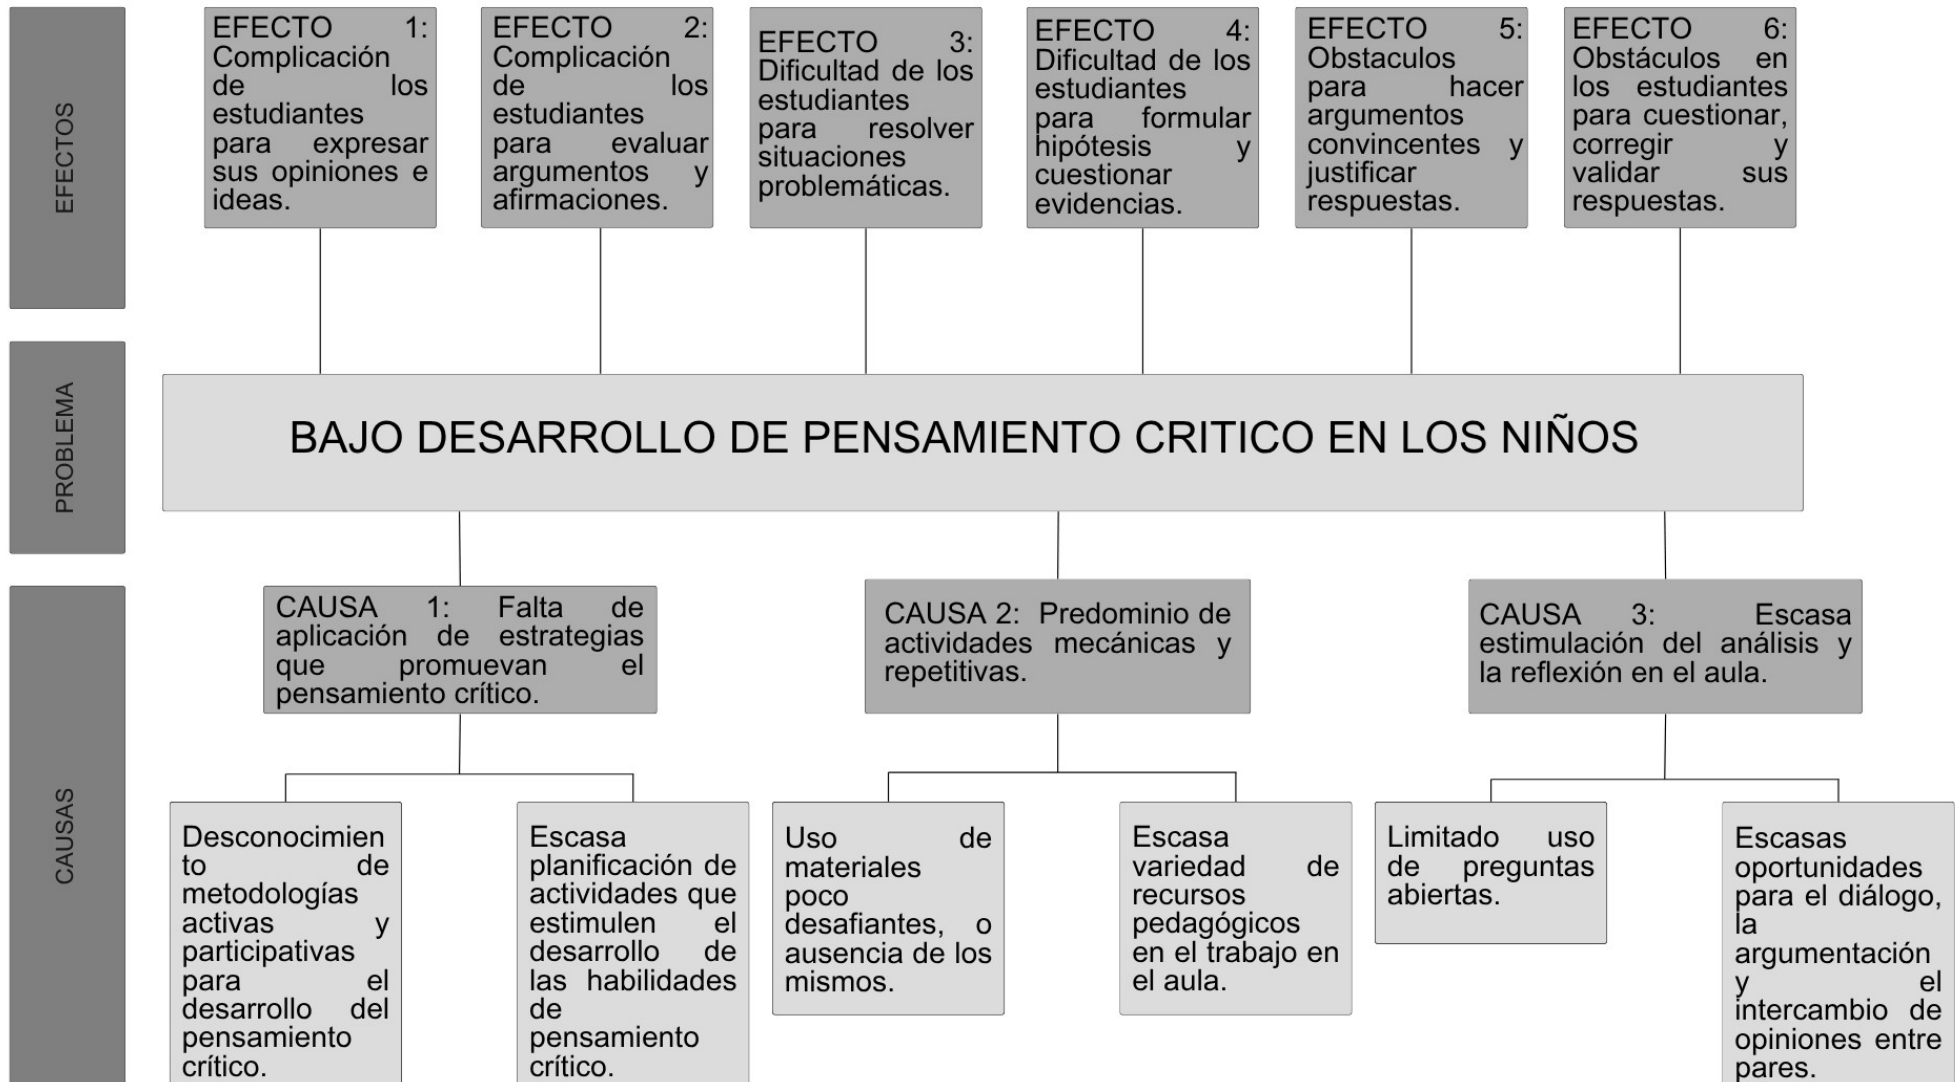 EFECTOS
EFECTO 1:
Complicación
de los
estudiantes
para expresar
sus opiniones e
ideas.
EFECTO 2:
Complicación
de los
estudiantes
para evaluar
argumentos y
afirmaciones.
EFECTO 3:
Dificultad de los
estudiantes
para resolver
situaciones
problemáticas.
EFECTO 4:
Dificultad de los
estudiantes
para formular
hipótesis y
cuestionar
evidencias.
EFECTO 5:
Obstaculos
para hacer
argumentos
convincentes y
justificar
respuestas.
EFECTO 6:
Obstáculos en
los estudiantes
para cuestionar,
corregir y
validar sus
respuestas.
PROBLEMA
BAJO DESARROLLO DE PENSAMIENTO CRITICO EN LOS NIÑOS
CAUSAS
CAUSA 1: Falta de
aplicación de estrategias
que promuevan el
pensamiento crítico.
CAUSA 2: Predominio de
actividades mecánicas y
repetitivas.
CAUSA 3: Escasa
estimulación del análisis y
la reflexión en el aula.
Desconocimien
to de
metodologías
activas y
participativas
para el
desarrollo del
pensamiento
crítico.
Escasa
planificación de
actividades que
estimulen el
desarrollo de
las habilidades
de
pensamiento
crítico.
Uso de
materiales
poco
desafiantes, o
ausencia de los
mismos.
Escasa
variedad de
recursos
pedagógicos
en el trabajo en
el aula.
Limitado uso
de preguntas
abiertas.
Escasas
oportunidades
para el diálogo,
la
argumentación
y el
intercambio de
opiniones entre
pares.